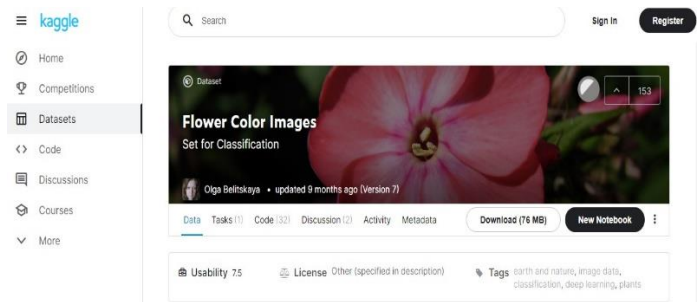 kaggle
Search
Sign In
Register
Home
Competitions
Datasets
Code
Discussions
Courses
More
Dataset
153
Flower Color Images
Set for Classification
Olga Belitskaya • updated 9 months ago (Version 7)
Data Tasks (1) Code (32) Discussion (2) Activity Metadata Download (76 MB) New Notebook
Usability 7.5 License Other (specified in description) Tags earth and nature, image data,
classification, deep learning, plants